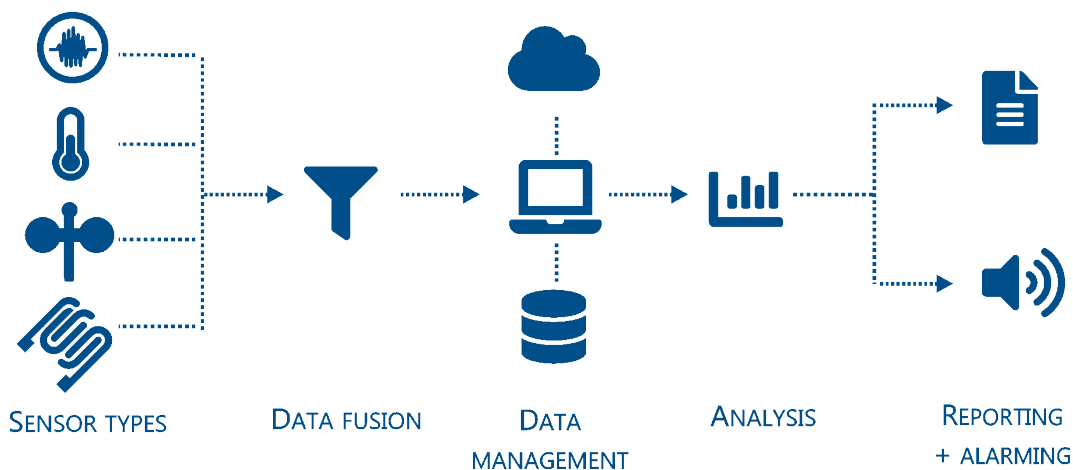 SENSOR TYPES
DATA FUSION
DATA
MANAGEMENT
ANALYSIS
REPORTING
+ ALARMING